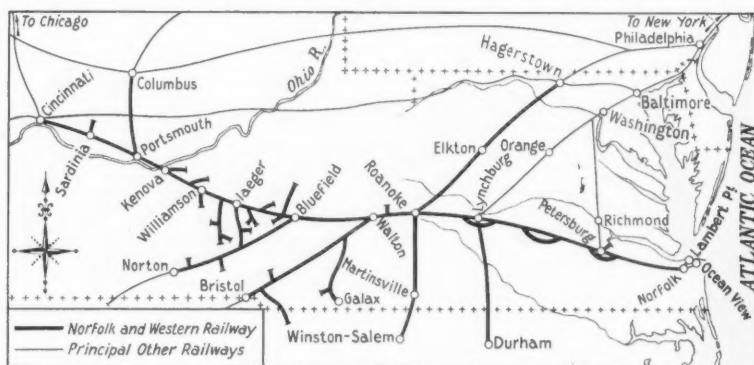 To Chicago
To New York
Philadelphia
Hagerstown
Ohio R.
Columbus
Cincinnati
Baltimore
Washington
Portsmouth
Elkton
Orange
Sardinia
Kenova
Williamson
Iaeger
Bluefield
Roanoke
Lynchburg
Walton
Petersburg
Richmond
Lambert Pt.
ATLANTIC OCEAN
Norton
Bristol
Martinsville
Galax
Norfolk
Ocean View
Winston-Salem
Durham
Norfolk and Western Railway
Principal Other Railways